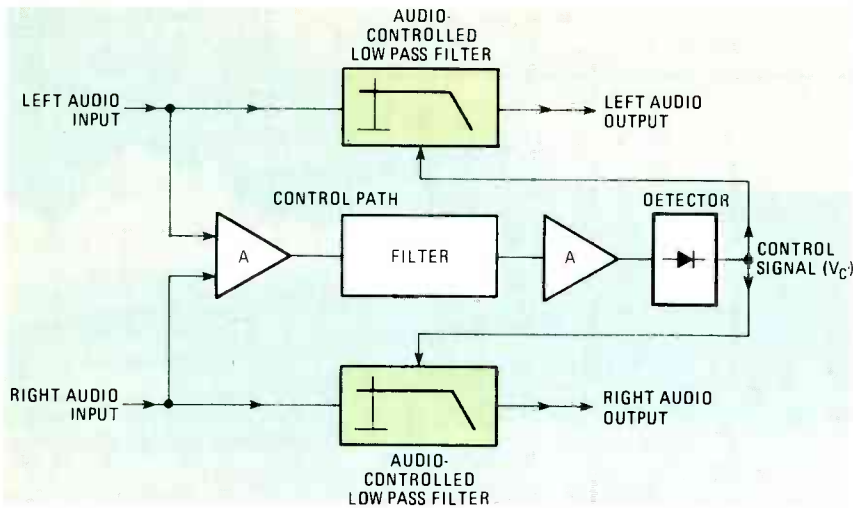 AUDIO-
CONTROLLED
LOW PASS FILTER
LEFT AUDIO
INPUT
LEFT AUDIO
OUTPUT
CONTROL PATH
DETECTOR
A
FILTER
A
CONTROL
SIGNAL (VC)
RIGHT AUDIO
INPUT
RIGHT AUDIO
OUTPUT
AUDIO-
CONTROLLED
LOW PASS FILTER